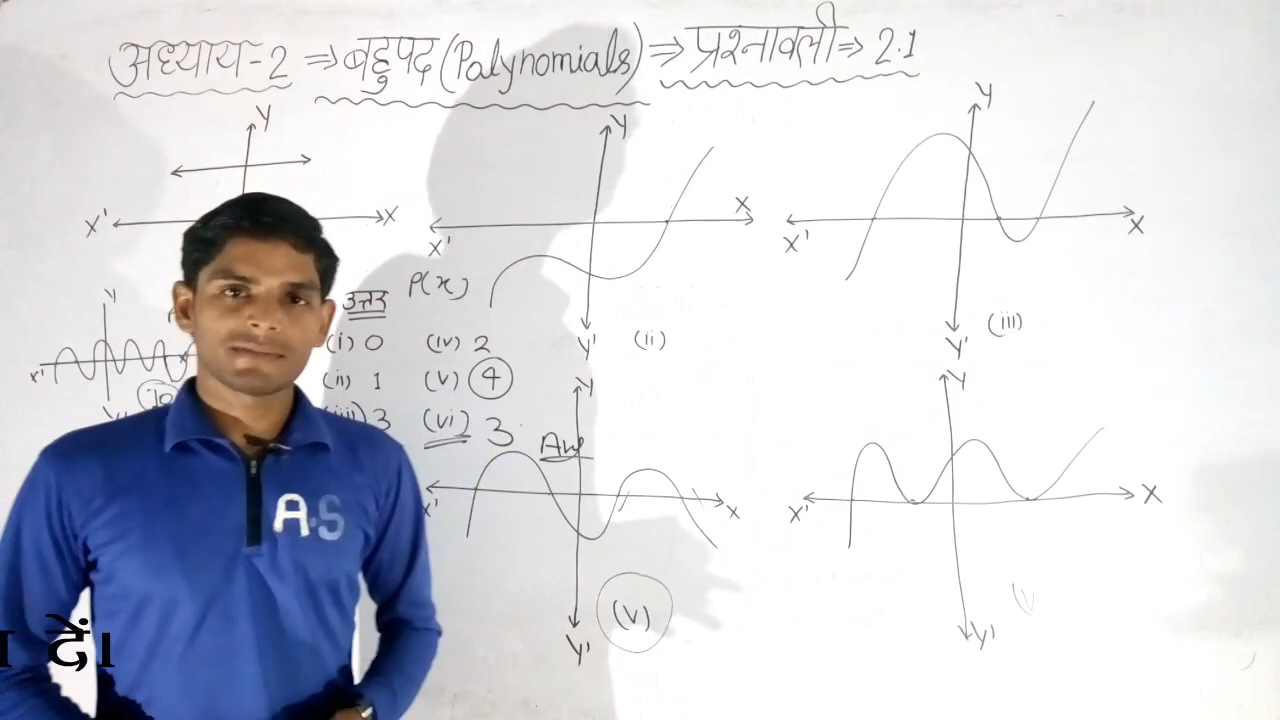 अध्याय-2 ⇒ बहुपद (Polynomials) ⇒ प्रश्नावली ⇒ 2.1
Y
X' X
Y
X
X'
Y'
(ii)
Y
X' X
Y'
(iii)
P(x)
उत्तर
(i) 0 (iv) 2
(ii) 1 (v) 4
(iii) 3 (vi) 3
Ans
Y
X'
Y
X' X
Y'
(v)
Y
X' X
Y'
A.S
दें।